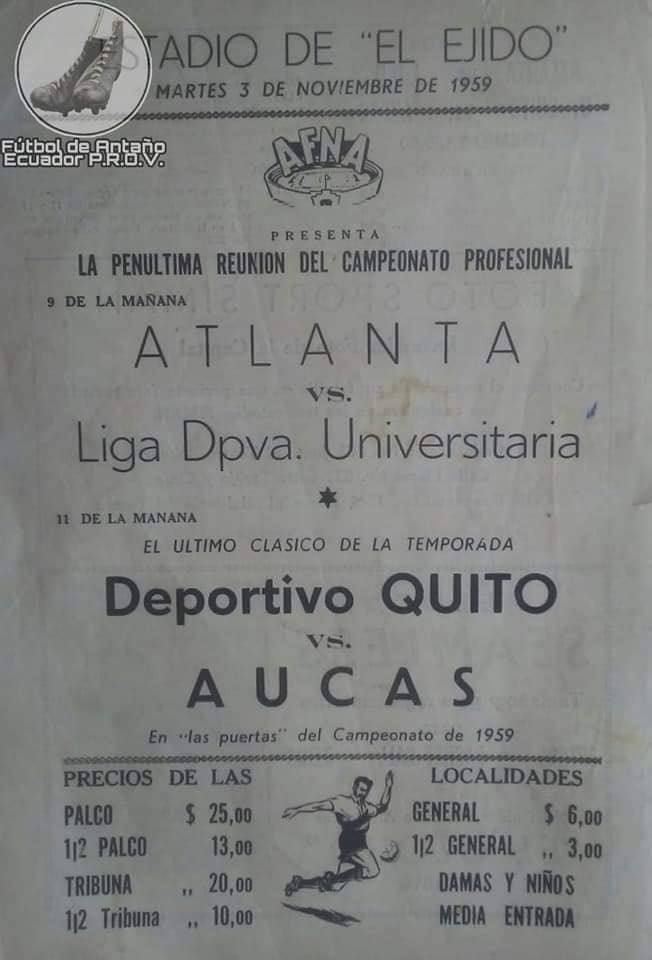 ESTADIO DE "EL EJIDO"
MARTES 3 DE NOVIEMBRE DE 1959
Fútbol de Antaño
Ecuador P.R.D.V.
AFNA
PRESENTA
LA PENULTIMA REUNION DEL CAMPEONATO PROFESIONAL
9 DE LA MAÑANA
ATLANTA
vs.
Liga Dpva. Universitaria
11 DE LA MANANA
EL ULTIMO CLASICO DE LA TEMPORADA
Deportivo QUITO
vs.
AUCAS
En "las puertas" del Campeonato de 1959
PRECIOS DE LAS LOCALIDADES
PALCO $ 25,00
1|2 PALCO 13,00
TRIBUNA ,, 20,00
1|2 Tribuna ,, 10,00
GENERAL $ 6,00
1|2 GENERAL ,, 3,00
DAMAS Y NIÑOS
MEDIA ENTRADA